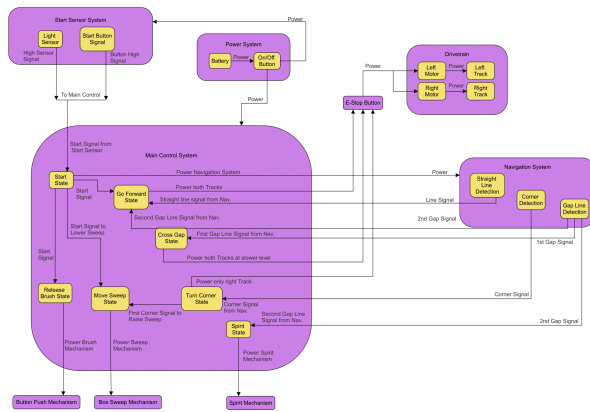 Start Sensor System
Light
Sensor
Start Button
Signal
High Sensor
Signal
Button High
Signal
To Main Control
Power
Power System
Battery
Power
On/Off
Button
Power
Drivetrain
Left
Motor
Power
Left
Track
Right
Motor
Power
Right
Track
Power
E-Stop Button
Start Signal from
Start Sensor
Main Control System
Start
State
Power Navigation System
Power
Start
Signal
Go Forward
State
Power both Tracks
Straight line signal from Nav.
Line Signal
Second Gap Line Signal from Nav.
2nd Gap Signal
Navigation System
Straight
Line
Detection
Corner
Detection
Gap Line
Detection
Start Signal to
Lower Sweep
Cross Gap
State
First Gap Line Signal from Nav.
1st Gap Signal
Power both Tracks at slower level
Start
Signal
Power only right Track
Release
Brush State
Move Sweep
State
Turn Corner
State
Corner Signal
First Corner Signal to
Raise Sweep
Corner Signal
from Nav.
Spirit
State
Second Gap Line
Signal from Nav.
2nd Gap Signal
Power Brush
Mechanism
Power Sweep
Mechanism
Power Spirit
Mechanism
Button Push Mechanism
Box Sweep Mechanism
Spirit Mechanism